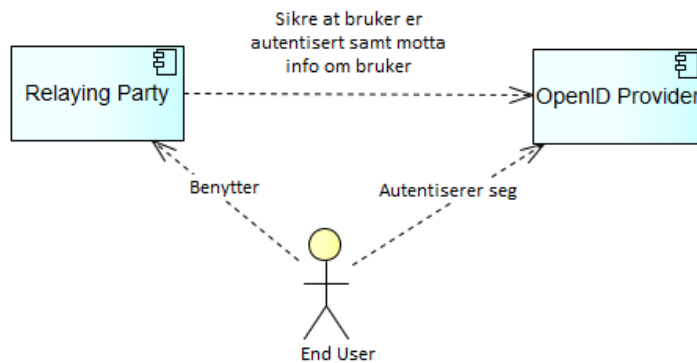 Sikre at bruker er
autentisert samt motta
info om bruker
Relaying Party
OpenID Provider
Benytter
Autentiserer seg
End User